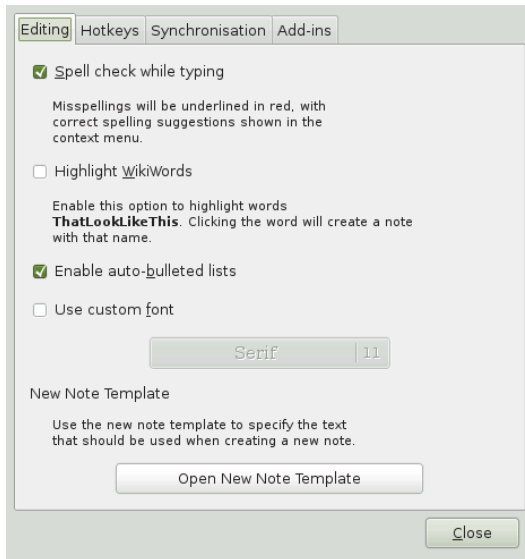 Editing Hotkeys Synchronisation Add-ins
Spell check while typing
Misspellings will be underlined in red, with
correct spelling suggestions shown in the
context menu.
Highlight WikiWords
Enable this option to highlight words
ThatLookLikeThis. Clicking the word will create a note
with that name.
Enable auto-bulleted lists
Use custom font
Serif 11
New Note Template
Use the new note template to specify the text
that should be used when creating a new note.
Open New Note Template
Close